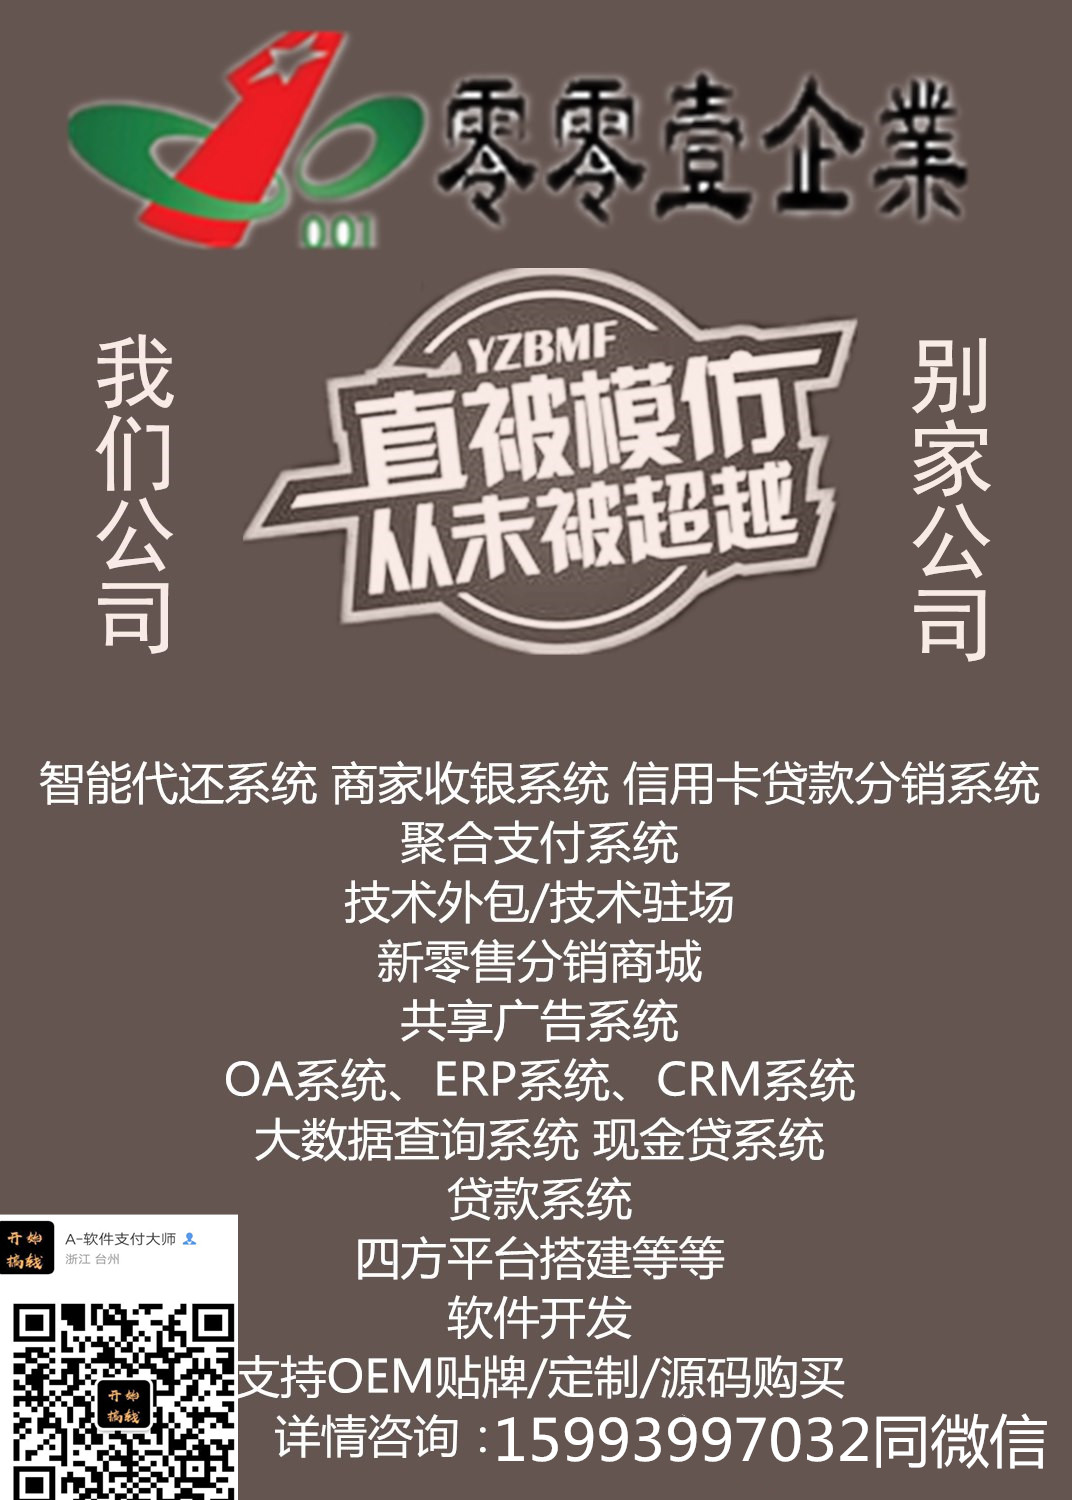 零零壹企業
001
我们公司
YZBMF
直被模仿
从未被超越
别家公司
智能代还系统 商家收银系统 信用卡贷款分销系统
聚合支付系统
技术外包/技术驻场
新零售分销商城
共享广告系统
OA系统、ERP系统、CRM系统
大数据查询系统 现金贷系统
贷款系统
四方平台搭建等等
软件开发
支持OEM贴牌/定制/源码购买
详情咨询：15993997032同微信
开始
搞钱
A-软件支付大师
浙江 台州
开始
搞钱